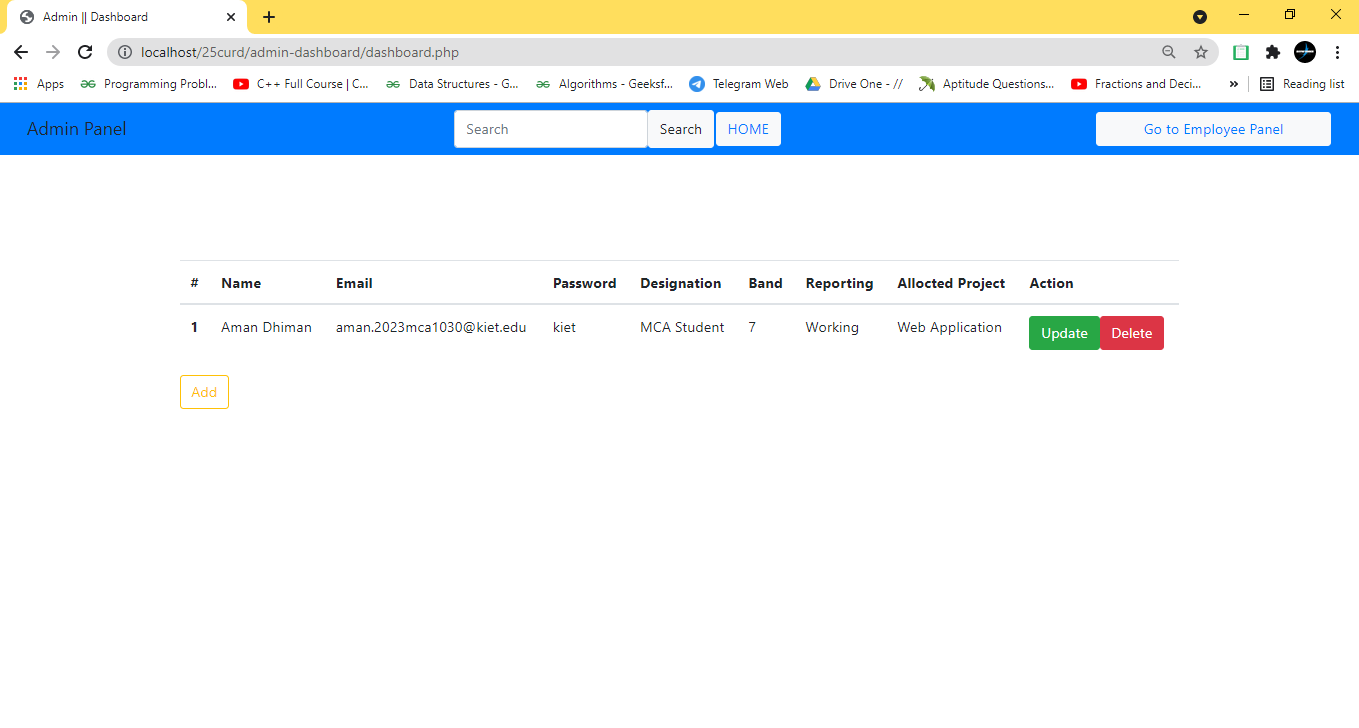 Admin || Dashboard
localhost/25curd/admin-dashboard/dashboard.php
Apps Programming Probl... C++ Full Course | C... Data Structures - G... Algorithms - Geeksf... Telegram Web Drive One - // Aptitude Questions... Fractions and Deci... » Reading list
Admin Panel Search Search HOME Go to Employee Panel
# Name Email Password Designation Band Reporting Allocted Project Action
1 Aman Dhiman aman.2023mca1030@kiet.edu kiet MCA Student 7 Working Web Application Update Delete
Add